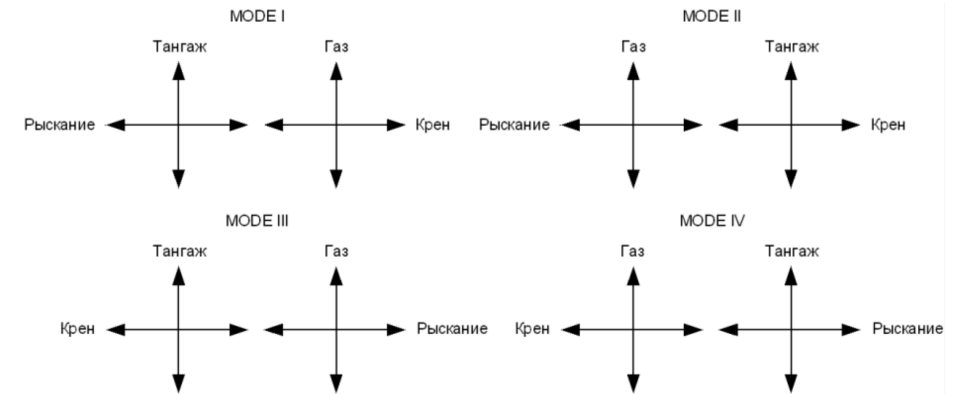 MODE I
MODE II
Тангаж
Газ
Газ
Тангаж
Рыскание
Крен
Рыскание
Крен
MODE III
MODE IV
Тангаж
Газ
Газ
Тангаж
Крен
Рыскание
Крен
Рыскание